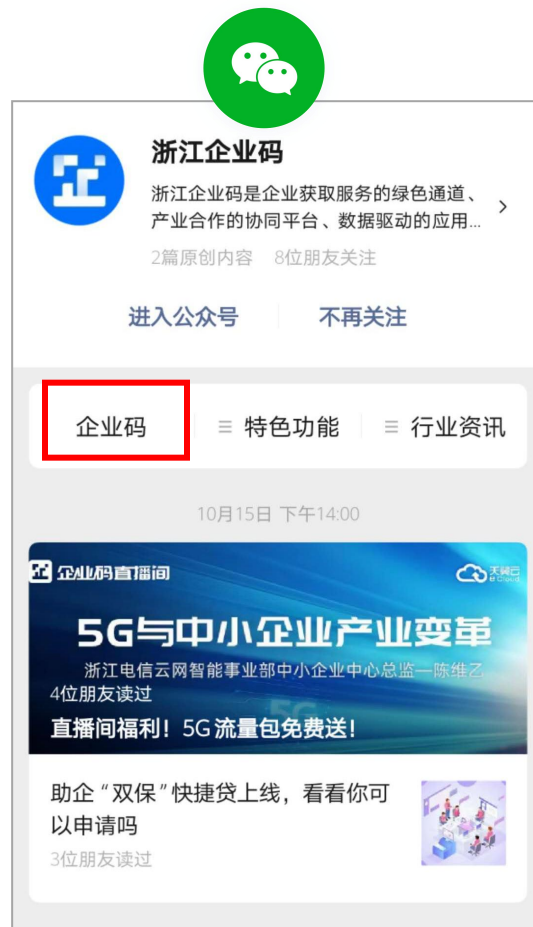 浙江企业码
浙江企业码是企业获取服务的绿色通道、
产业合作的协同平台、数据驱动的应用...
2篇原创内容 8位朋友关注
进入公众号 不再关注
企业码 特色功能 行业资讯
10月15日 下午14:00
企业码直播间 天翼云 e Cloud
5G与中小企业产业变革
浙江电信云网智能事业部中小企业中心总监—陈维乙
4位朋友读过
5G
直播间福利！5G流量包免费送！
助企“双保”快捷贷上线，看看你可
以申请吗
3位朋友读过